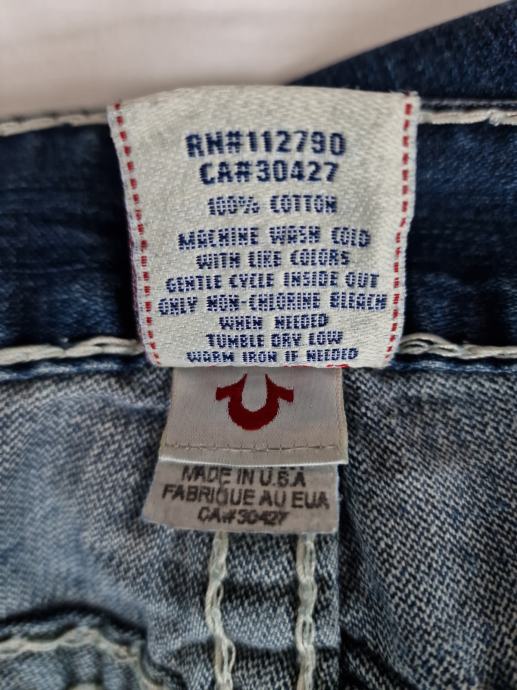 RN#112790
CA#30427
100% COTTON
MACHINE WASH COLD
WITH LIKE COLORS
GENTLE CYCLE INSIDE OUT
ONLY NON-CHLORINE BLEACH
WHEN NEEDED
TUMBLE DRY LOW
WARM IRON IF NEEDED
MADE IN U.S.A
FABRIQUE AU EUA
CA#30427